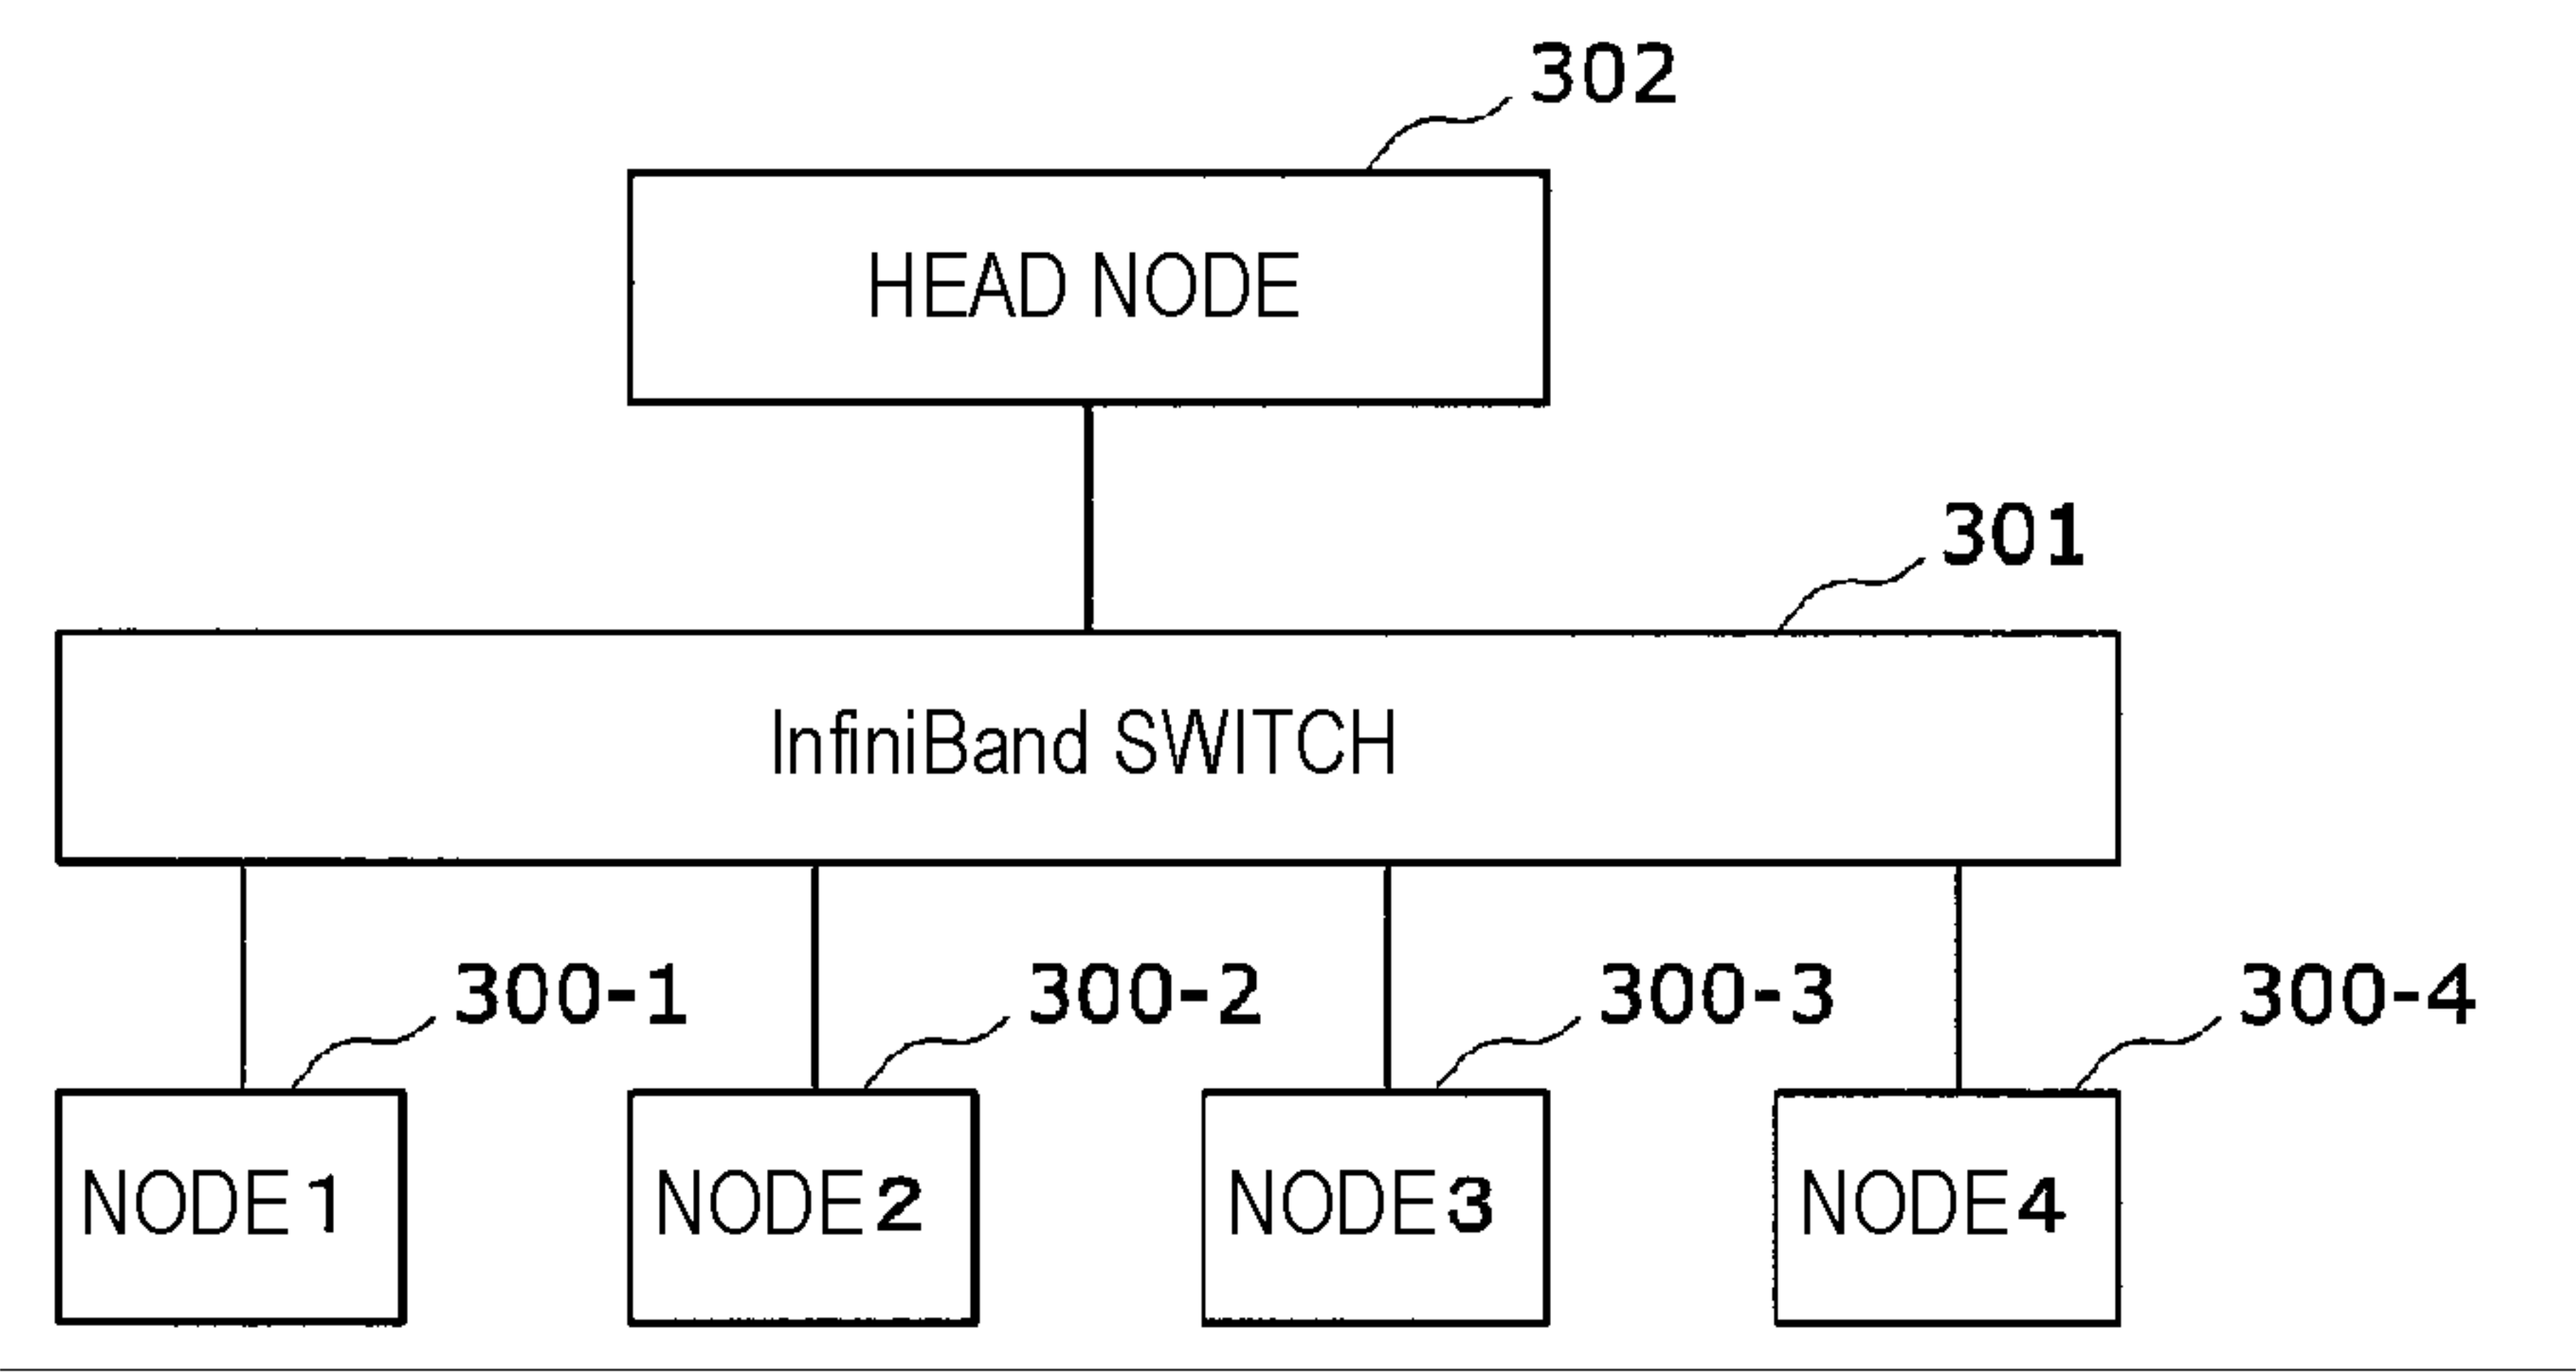 302
HEAD NODE
301
InfiniBand SWITCH
300-1
300-2
300-3
300-4
NODE1
NODE2
NODE3
NODE4